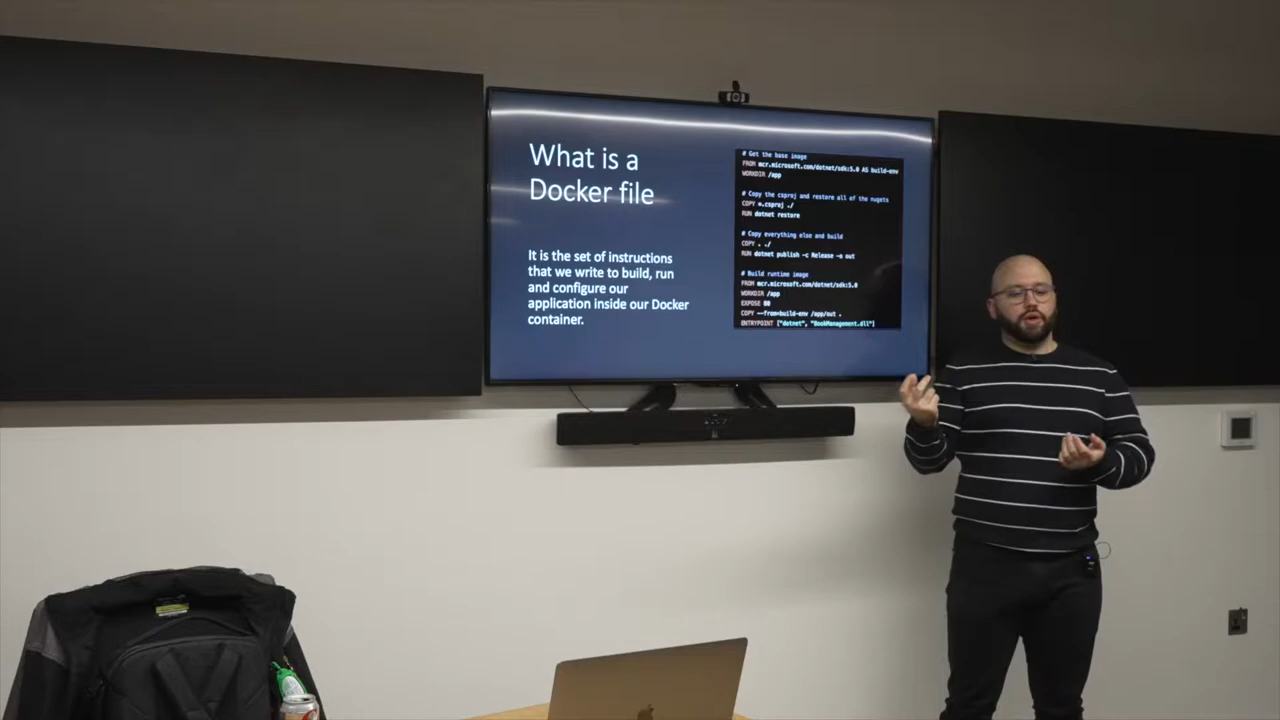 What is a
Docker file
It is the set of instructions
that we write to build, run
and configure our
application inside our Docker
container.
# Get the base image
FROM mcr.microsoft.com/dotnet/sdk:5.0 AS build-env
WORKDIR /app
# Copy the csproj and restore all of the nugets
COPY *.csproj ./
RUN dotnet restore
# Copy everything else and build
COPY . ./
RUN dotnet publish -c Release -o out
# Build runtime image
FROM mcr.microsoft.com/dotnet/sdk:5.0
WORKDIR /app
EXPOSE 80
COPY --from=build-env /app/out .
ENTRYPOINT ["dotnet", "BookManagement.dll"]